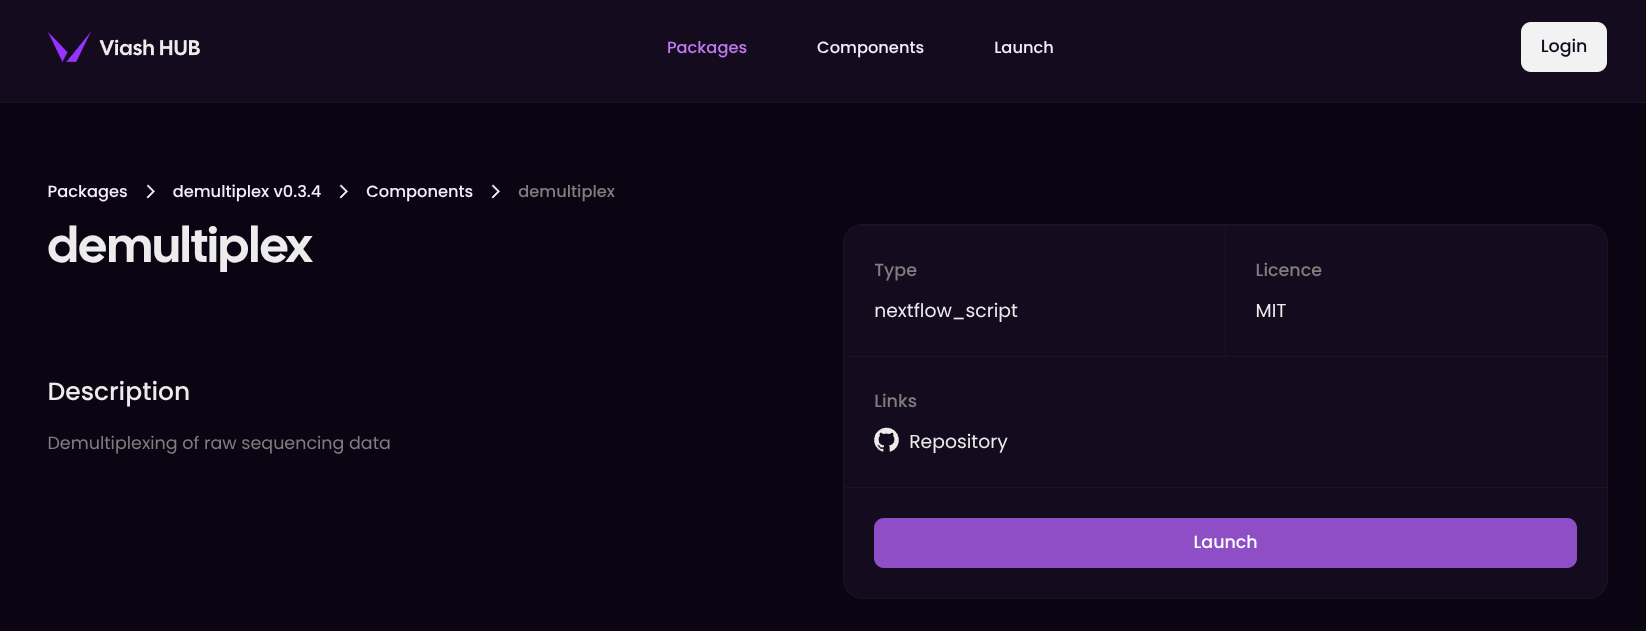 Viash HUB
Packages
Components
Launch
Login
Packages > demultiplex v0.3.4 > Components > demultiplex
demultiplex
Description
Demultiplexing of raw sequencing data
Type
nextflow_script
Licence
MIT
Links
Repository
Launch